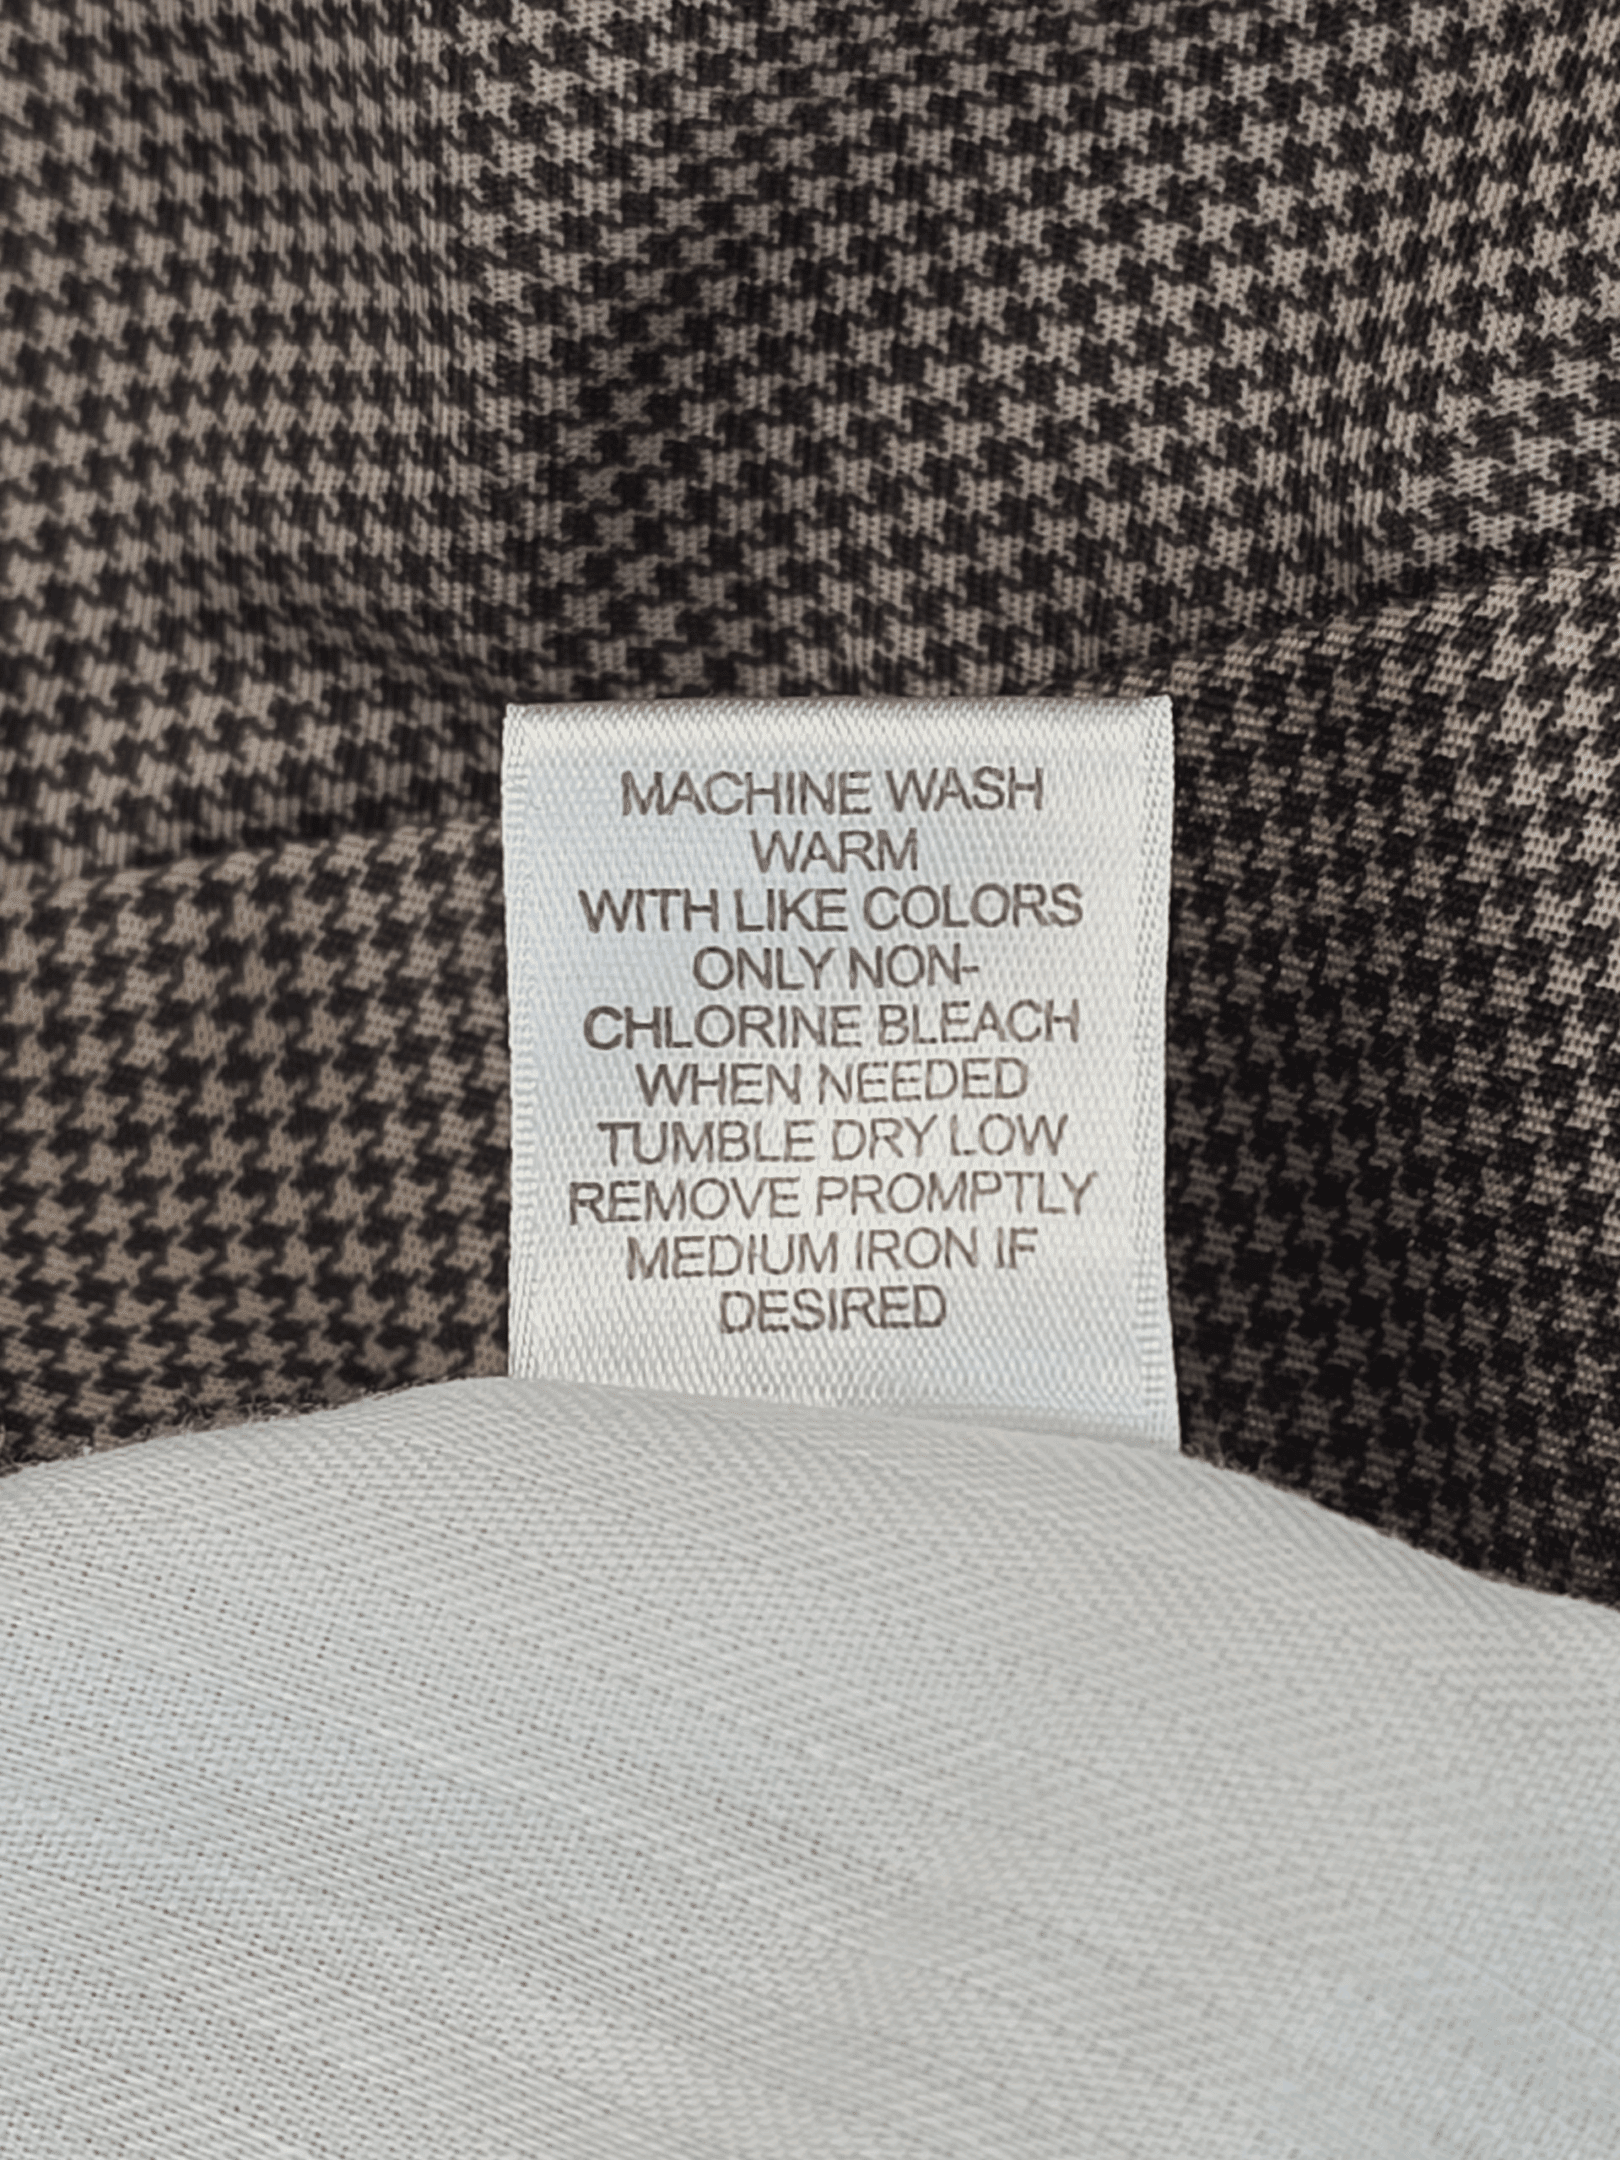 MACHINE WASH
WARM
WITH LIKE COLORS
ONLY NON-
CHLORINE BLEACH
WHEN NEEDED
TUMBLE DRY LOW
REMOVE PROMPTLY
MEDIUM IRON IF
DESIRED